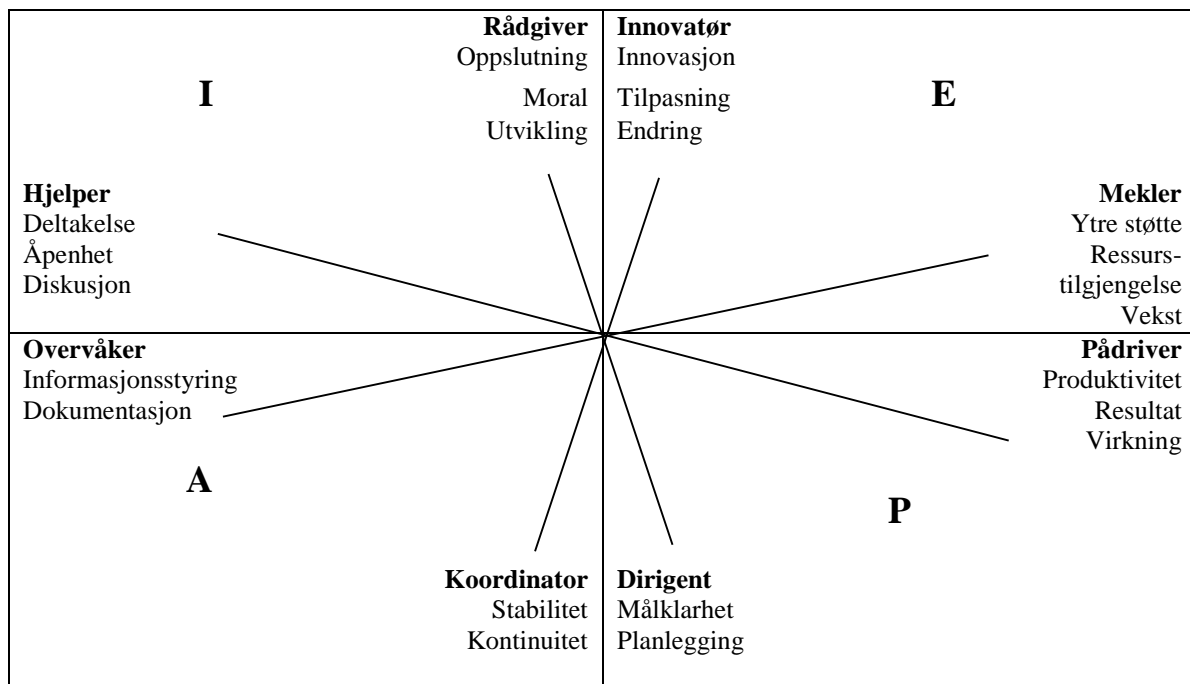 Rådgiver
Oppslutning
Moral
Utvikling
I
Hjelper
Deltakelse
Åpenhet
Diskusjon
Innovatør
Innovasjon
Tilpasning
Endring
E
Mekler
Ytre støtte
Ressurs-
tilgjengelse
Vekst
Overvåker
Informasjonsstyring
Dokumentasjon
A
Koordinator
Stabilitet
Kontinuitet
Pådriver
Produktivitet
Resultat
Virkning
P
Dirigent
Målklarhet
Planlegging